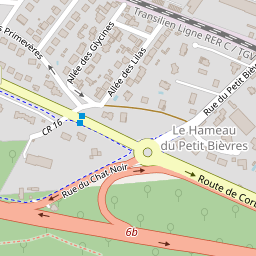 Transilien Ligne RER C / TG
s Primevères
Allée des Glycines
Allée des Lilas
Rue du Petit Bièvres
CR 16
Le Hameau
du Petit Bièvres
Rue du Chat-Noir
Route de Cor
6b